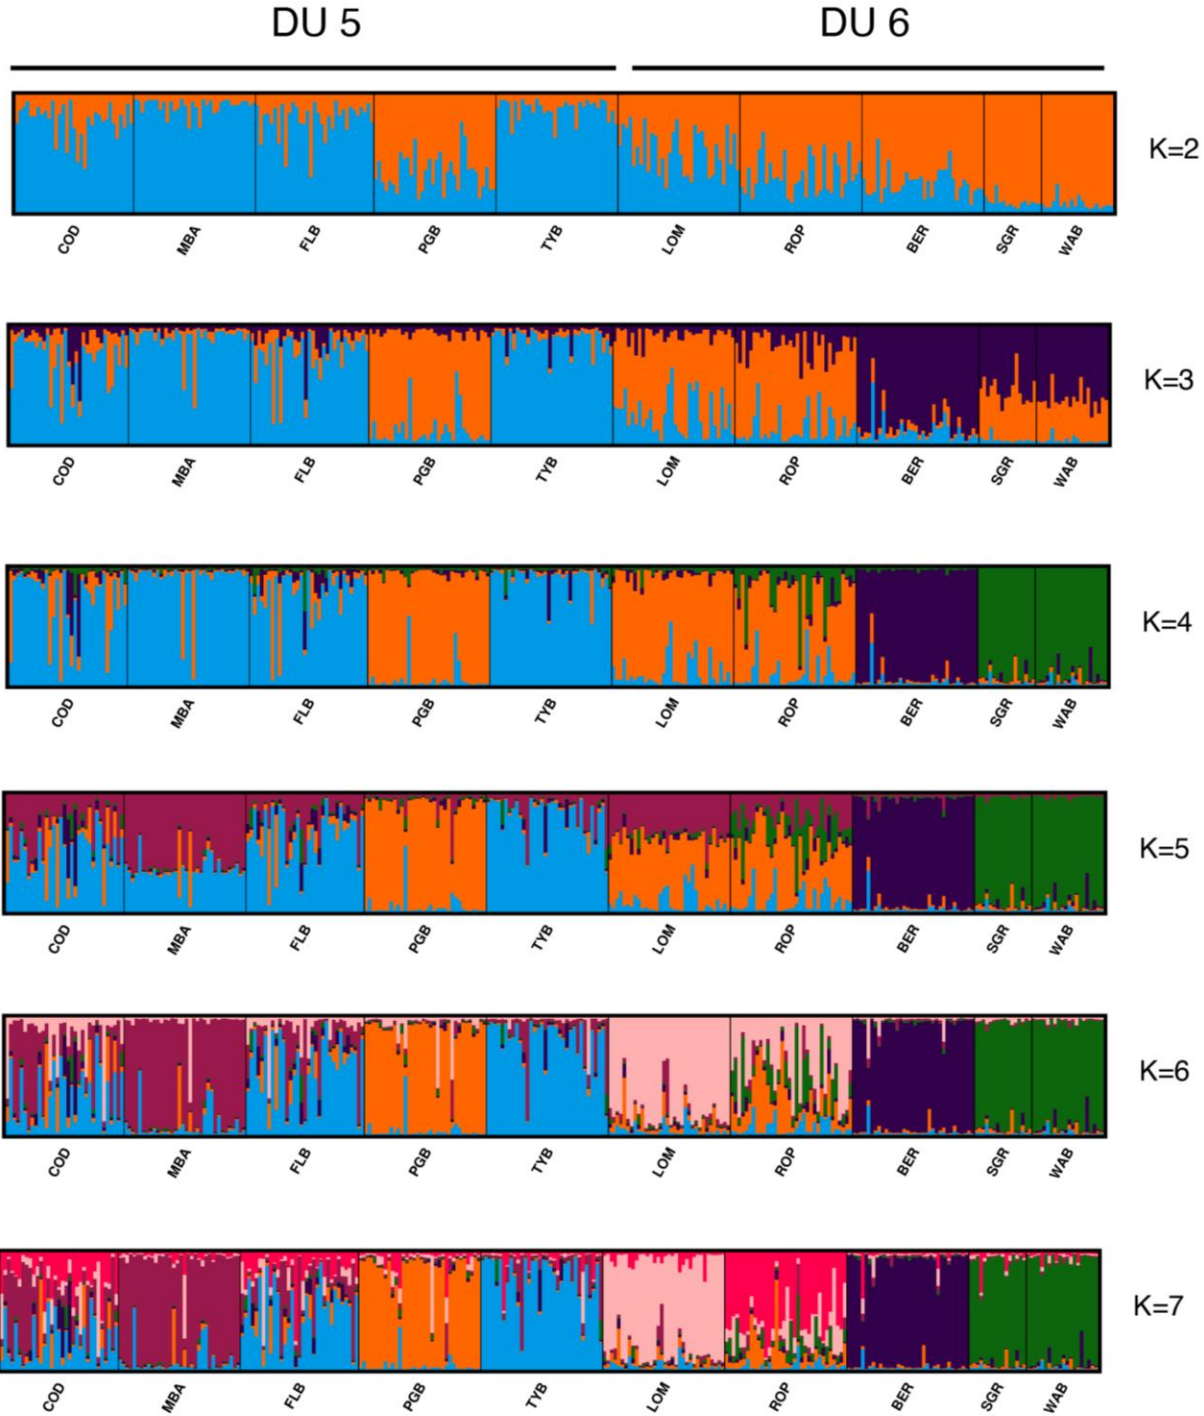 DU 5 DU 6
K=2
COD MBA FLB PGB TYB LOM ROP BER SGR WAB
K=3
COD MBA FLB PGB TYB LOM ROP BER SGR WAB
K=4
COD MBA FLB PGB TYB LOM ROP BER SGR WAB
K=5
COD MBA FLB PGB TYB LOM ROP BER SGR WAB
K=6
COD MBA FLB PGB TYB LOM ROP BER SGR WAB
K=7
COD MBA FLB PGB TYB LOM ROP BER SGR WAB